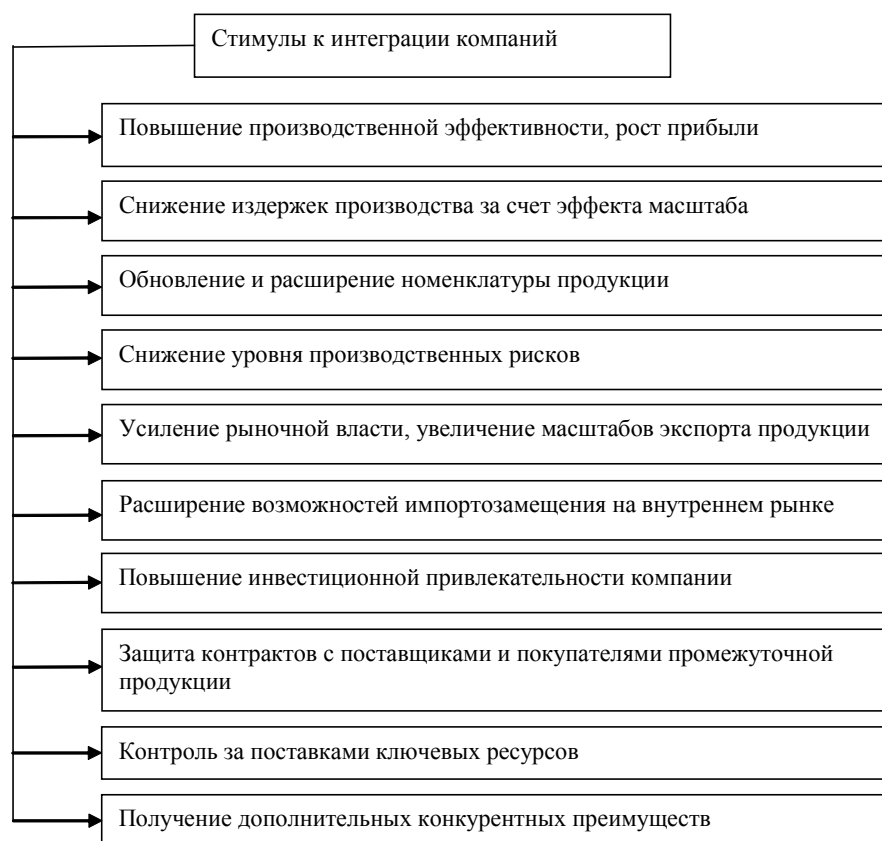 Стимулы к интеграции компаний
Повышение производственной эффективности, рост прибыли
Снижение издержек производства за счет эффекта масштаба
Обновление и расширение номенклатуры продукции
Снижение уровня производственных рисков
Усиление рыночной власти, увеличение масштабов экспорта продукции
Расширение возможностей импортозамещения на внутреннем рынке
Повышение инвестиционной привлекательности компании
Защита контрактов с поставщиками и покупателями промежуточной
продукции
Контроль за поставками ключевых ресурсов
Получение дополнительных конкурентных преимуществ